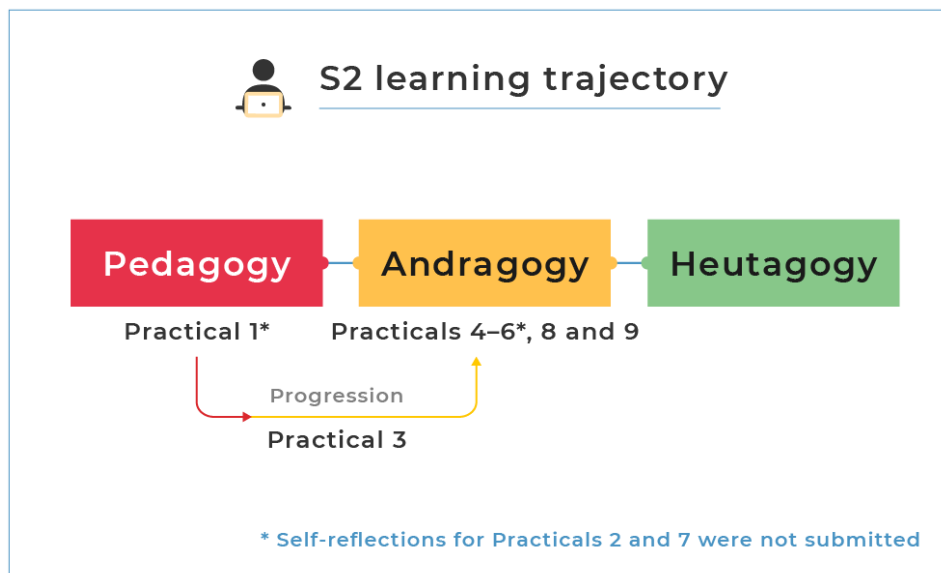 S2 learning trajectory
Pedagogy
Andragogy
Heutagogy
Practical 1*
Practicals 4–6*, 8 and 9
Progression
Practical 3
* Self-reflections for Practicals 2 and 7 were not submitted